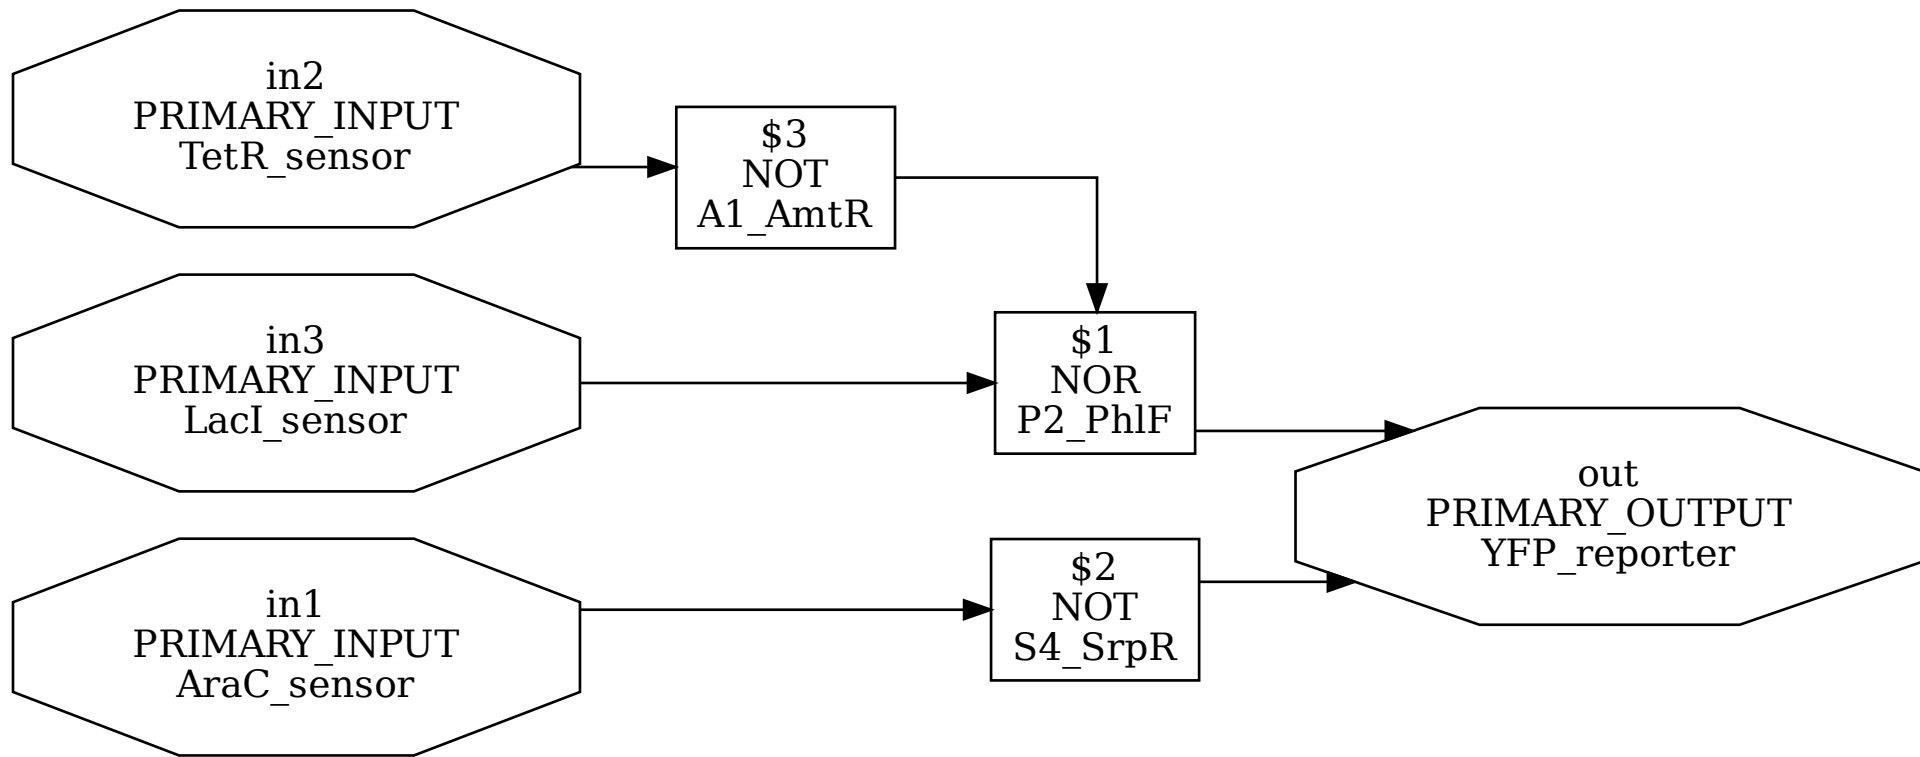 in2
PRIMARY_INPUT
TetR_sensor
$3
NOT
A1_AmtR
in3
PRIMARY_INPUT
LacI_sensor
$1
NOR
P2_PhlF
out
PRIMARY_OUTPUT
YFP_reporter
in1
PRIMARY_INPUT
AraC_sensor
$2
NOT
S4_SrpR